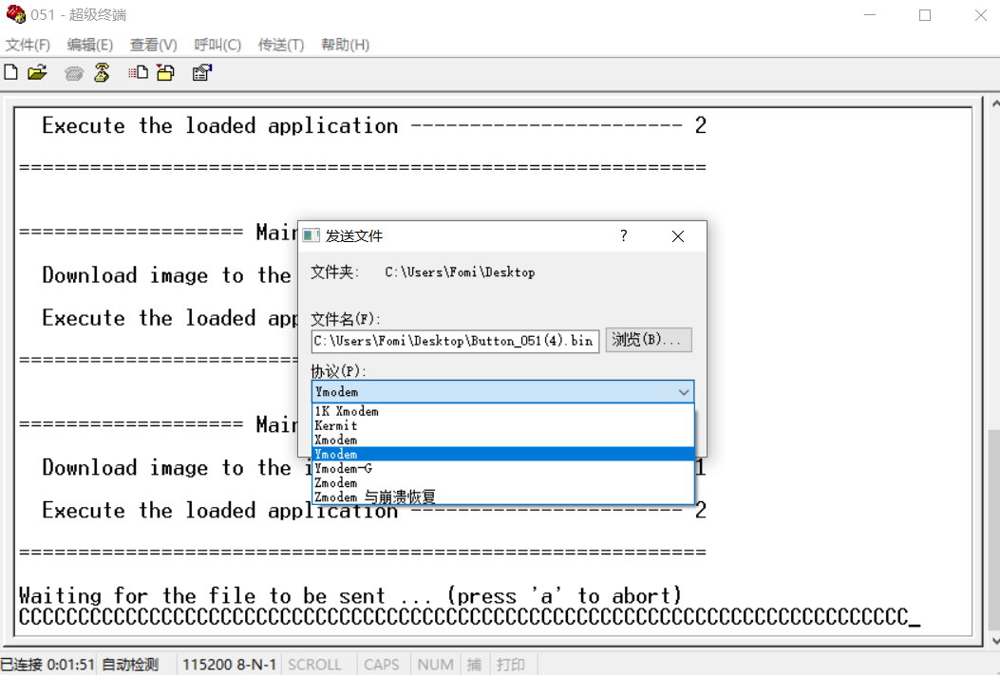 051 - 超级终端
文件(F) 编辑(E) 查看(V) 呼叫(C) 传送(T) 帮助(H)
Execute the loaded application ----------------------- 2
==========================================================
=================== Main
Download image to the
Execute the loaded app
==========================================================
=================== Main
Download image to the i 1
Execute the loaded application ----------------------- 2
==========================================================
Waiting for the file to be sent ... (press 'a' to abort)
CCCCCCCCCCCCCCCCCCCCCCCCCCCCCCCCCCCCCCCCCCCCCCCCCCCCCCCCCCCCCCCCCCCCCCCCCCC_
发送文件 ?
文件夹: C:\Users\Fomi\Desktop
文件名(F):
C:\Users\Fomi\Desktop\Button_051(4).bin 浏览(B)...
协议(P):
Ymodem
1K Xmodem
Kermit
Xmodem
Ymodem
Ymodem-G
Zmodem
Zmodem 与崩溃恢复
已连接 0:01:51 自动检测 115200 8-N-1 SCROLL CAPS NUM 捕 打印